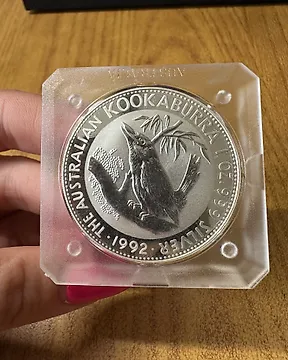 THE AUSTRALIAN KOOKABURRA 1 OZ 999 SILVER
· 1992 ·